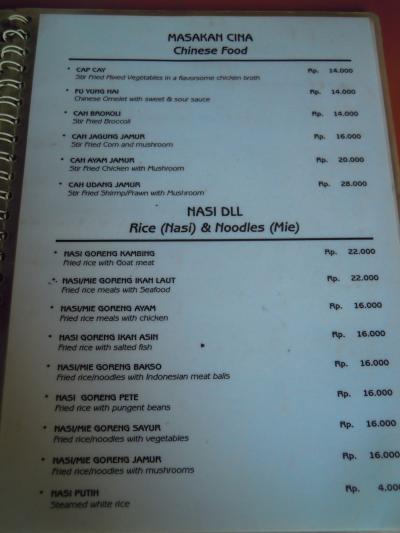 MASAKAN CINA
Chinese Food
* CAP CAY Rp. 14.000
Stir Fried Mixed Vegetables in a flavorsome chicken broth
* FU YUNG HAI Rp. 14.000
Chinese Omelet with sweet & sour sauce
* CAH BROKOLI Rp. 14.000
Stir Fried Broccoli
* CAH JAGUNG JAMUR Rp. 16.000
Stir Fried Corn and mushroom
* CAH AYAM JAMUR Rp. 20.000
Stir Fried Chicken with Mushroom
* CAH UDANG JAMUR Rp. 28.000
Stir Fried Shirmp/Prawn with Mushroom
NASI DLL
Rice (Nasi) & Noodles (Mie)
* NASI GORENG KAMBING Rp. 22.000
Fried rice with Goat meat
* NASI/MIE GORENG IKAN LAUT Rp. 22.000
Fried rice meals with Seafood
* NASI/MIE GORENG AYAM Rp. 16.000
Fried rice meals with chicken
* NASI GORENG IKAN ASIN Rp. 16.000
Fried rice with salted fish
* NASI/MIE GORENG BAKSO Rp. 16.000
Fried rice/noodles with Indonesian meat balls
* NASI GORENG PETE Rp. 16.000
Fried rice with pungent beans
* NASI/MIE GORENG SAYUR Rp. 16.000
Fried rice/noodles with vegetables
* NASI/MIE GORENG JAMUR Rp. 16.000
Fried rice/noodles with mushrooms
* NASI PUTIH Rp. 4.000
Steamed white rice